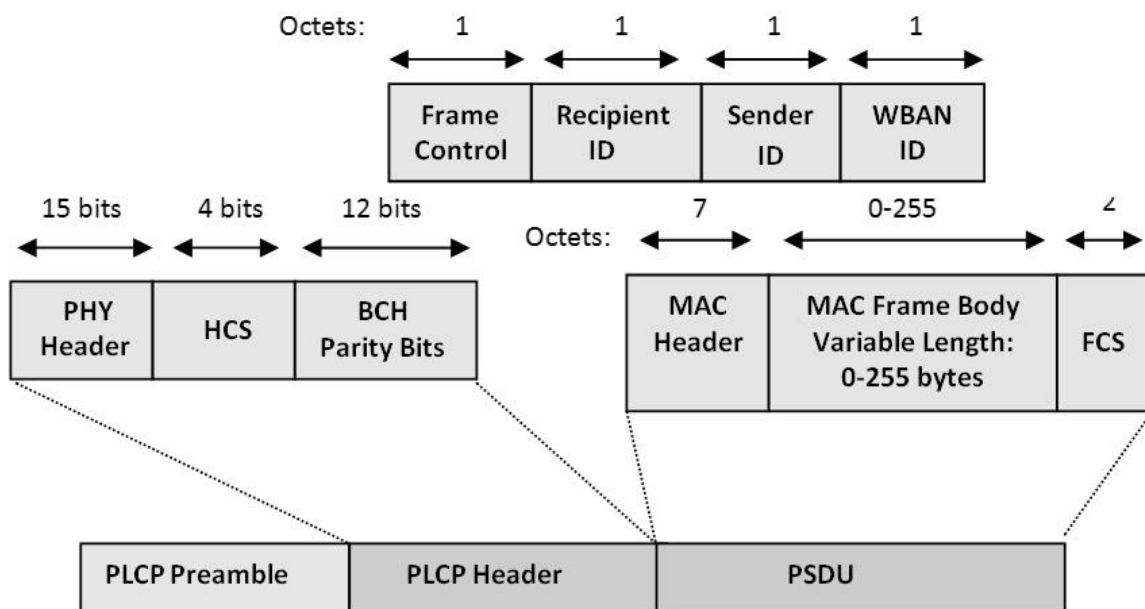 Octets: 1 1 1 1
Frame Control
Recipient ID
Sender ID
WBAN ID
15 bits 4 bits 12 bits
Octets: 7 0-255 2
PHY Header
HCS
BCH Parity Bits
MAC Header
MAC Frame Body
Variable Length:
0-255 bytes
FCS
PLCP Preamble
PLCP Header
PSDU